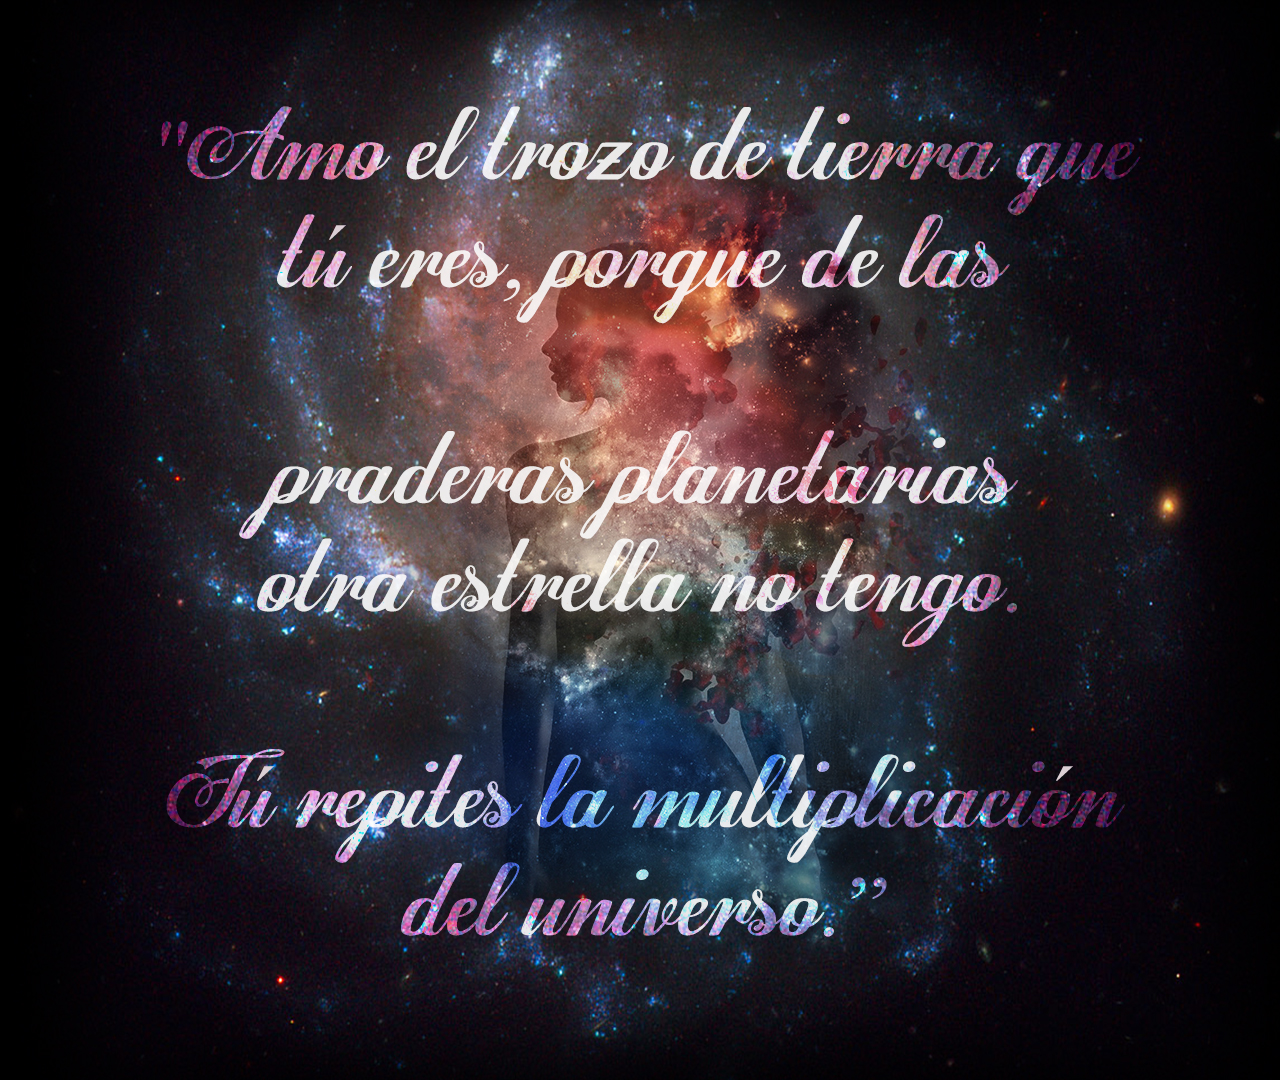 "Amo el trozo de tierra que
tú eres, porque de las
praderas planetarias
otra estrella no tengo.
Tú repites la multiplicación
del universo.”